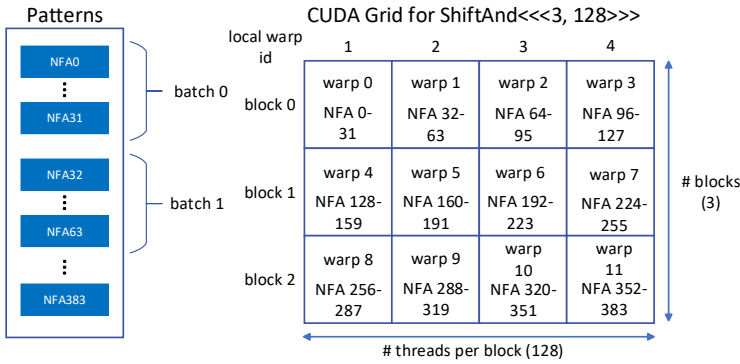 Patterns
NFA0
⋮
NFA31
NFA32
⋮
NFA63
⋮
NFA383
batch 0
batch 1
CUDA Grid for ShiftAnd<<<3, 128>>>
local warp
id
1
2
3
4
block 0
warp 0
NFA 0-
31
warp 1
NFA 32-
63
warp 2
NFA 64-
95
warp 3
NFA 96-
127
block 1
warp 4
NFA 128-
159
warp 5
NFA 160-
191
warp 6
NFA 192-
223
warp 7
NFA 224-
255
block 2
warp 8
NFA 256-
287
warp 9
NFA 288-
319
warp
10
NFA 320-
351
warp
11
NFA 352-
383
# blocks
(3)
# threads per block (128)